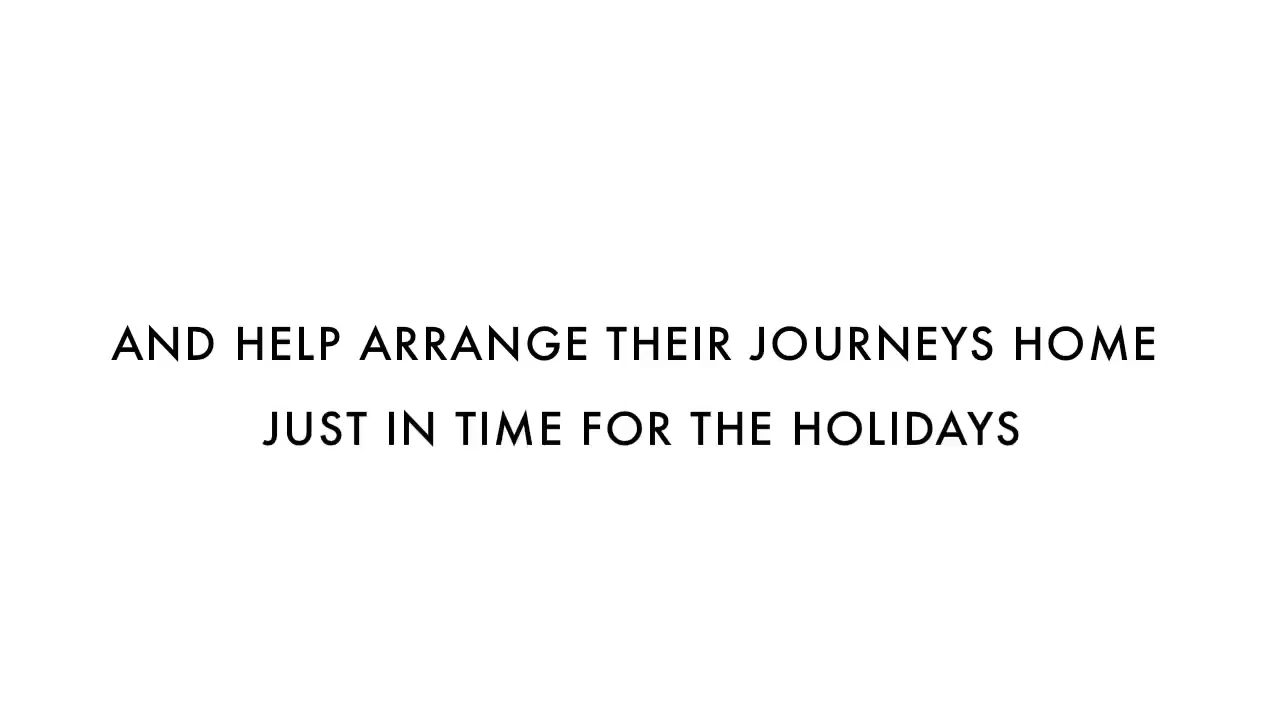 AND HELP ARRANGE THEIR JOURNEYS HOME
JUST IN TIME FOR THE HOLIDAYS